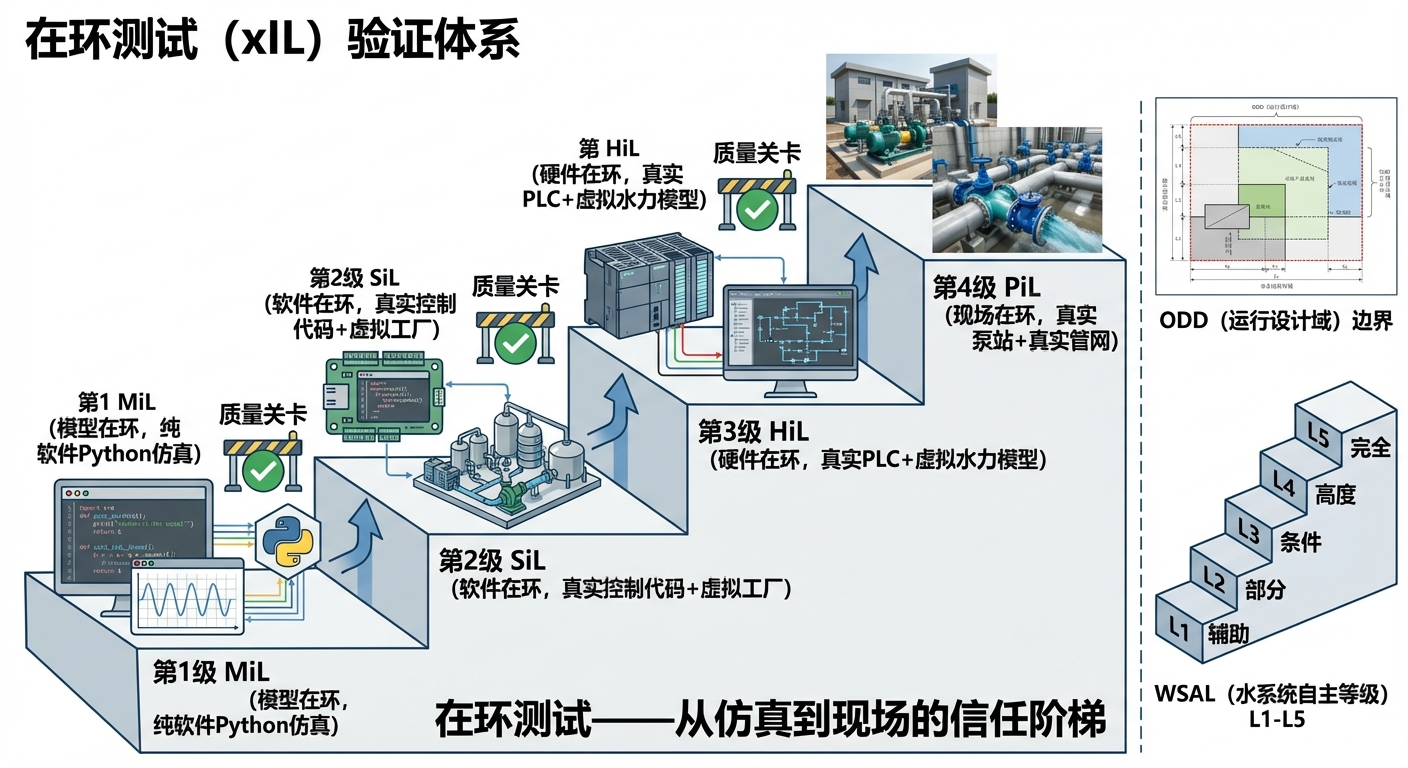 在环测试（xIL）验证体系
第 HiL
（硬件在环，真实
PLC+虚拟水力模型）
质量关卡
第2级 SiL
（软件在环，真实控制
代码+虚拟工厂）
质量关卡
第1 MiL
（模型在环，纯
软件Python仿真）
质量关卡
第4级 PiL
（现场在环，真实
泵站+真实管网）
第3级 HiL
（硬件在环，真实PLC+虚拟水力模型）
第2级 SiL
（软件在环，真实控制代码+虚拟工厂）
第1级 MiL
（模型在环，
纯软件Python仿真）
在环测试——从仿真到现场的信任阶梯
ODD（运行设计域）边界
L5 完全
L4 高度
L3 条件
L2 部分
L1 辅助
WSAL（水系统自主等级）
L1-L5